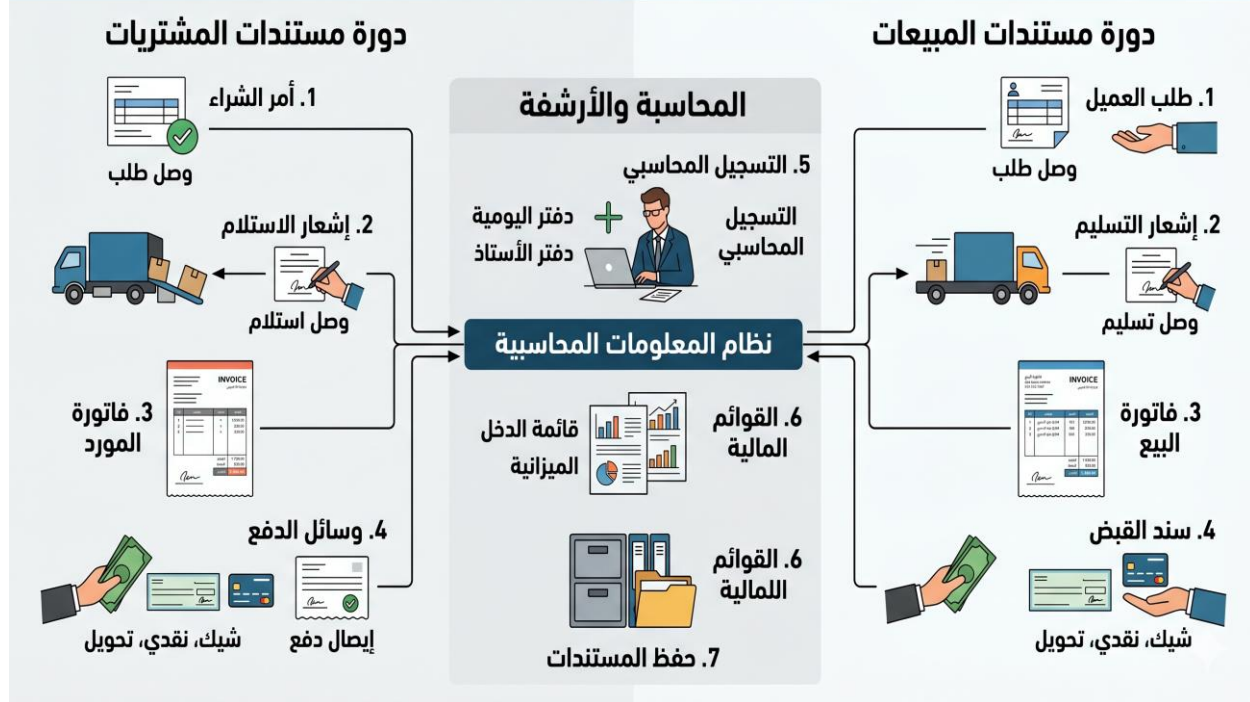 دورة مستندات المبيعات
1. طلب العميل
وصل طلب
2. إشعار التسليم
وصل تسليم
3. فاتورة
البيع
INVOICE
4. سند القبض
شيك، نقدي، تحويل
المحاسبة والأرشفة
5. التسجيل المحاسبي
التسجيل
المحاسبي
دفتر اليومية
دفتر الأستاذ
نظام المعلومات المحاسبية
6. القوائم
المالية
قائمة الدخل
الميزانية
6. القوائم
اللمالية
7. حفظ المستندات
دورة مستندات المشتريات
1. أمر الشراء
وصل طلب
2. إشعار الاستلام
وصل استلام
3. فاتورة
المورد
INVOICE
4. وسائل الدفع
إيصال دفع
شيك، نقدي، تحويل